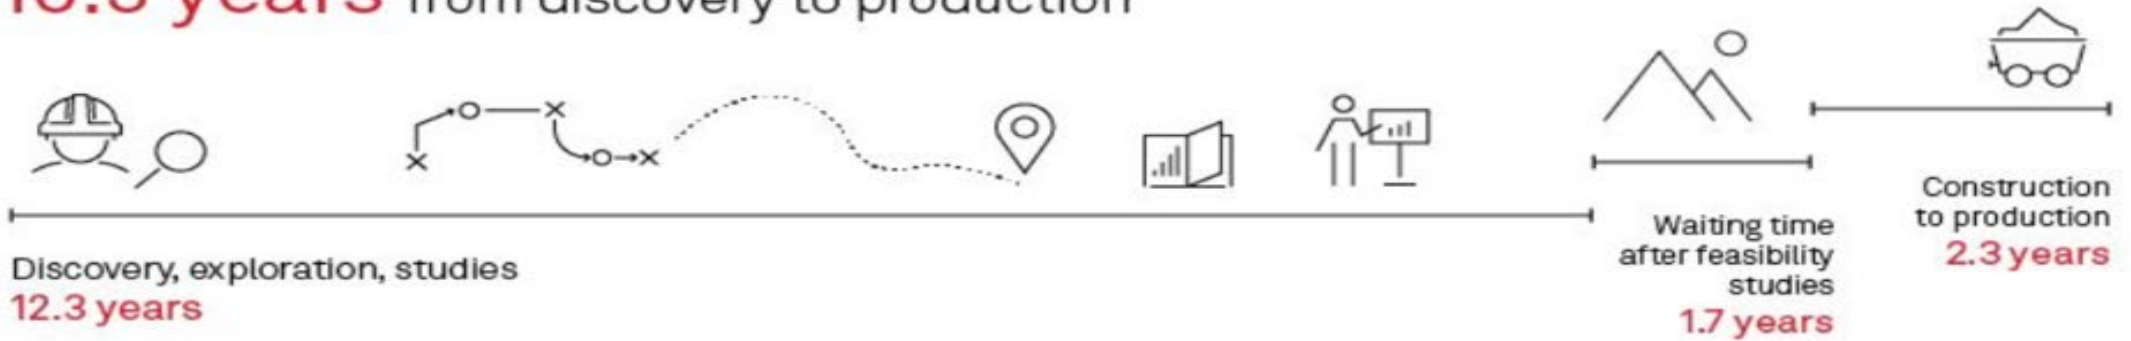 years from discovery to production
Discovery, exploration, studies
12.3 years
Waiting time
after feasibility
studies
1.7 years
Construction
to production
2.3 years